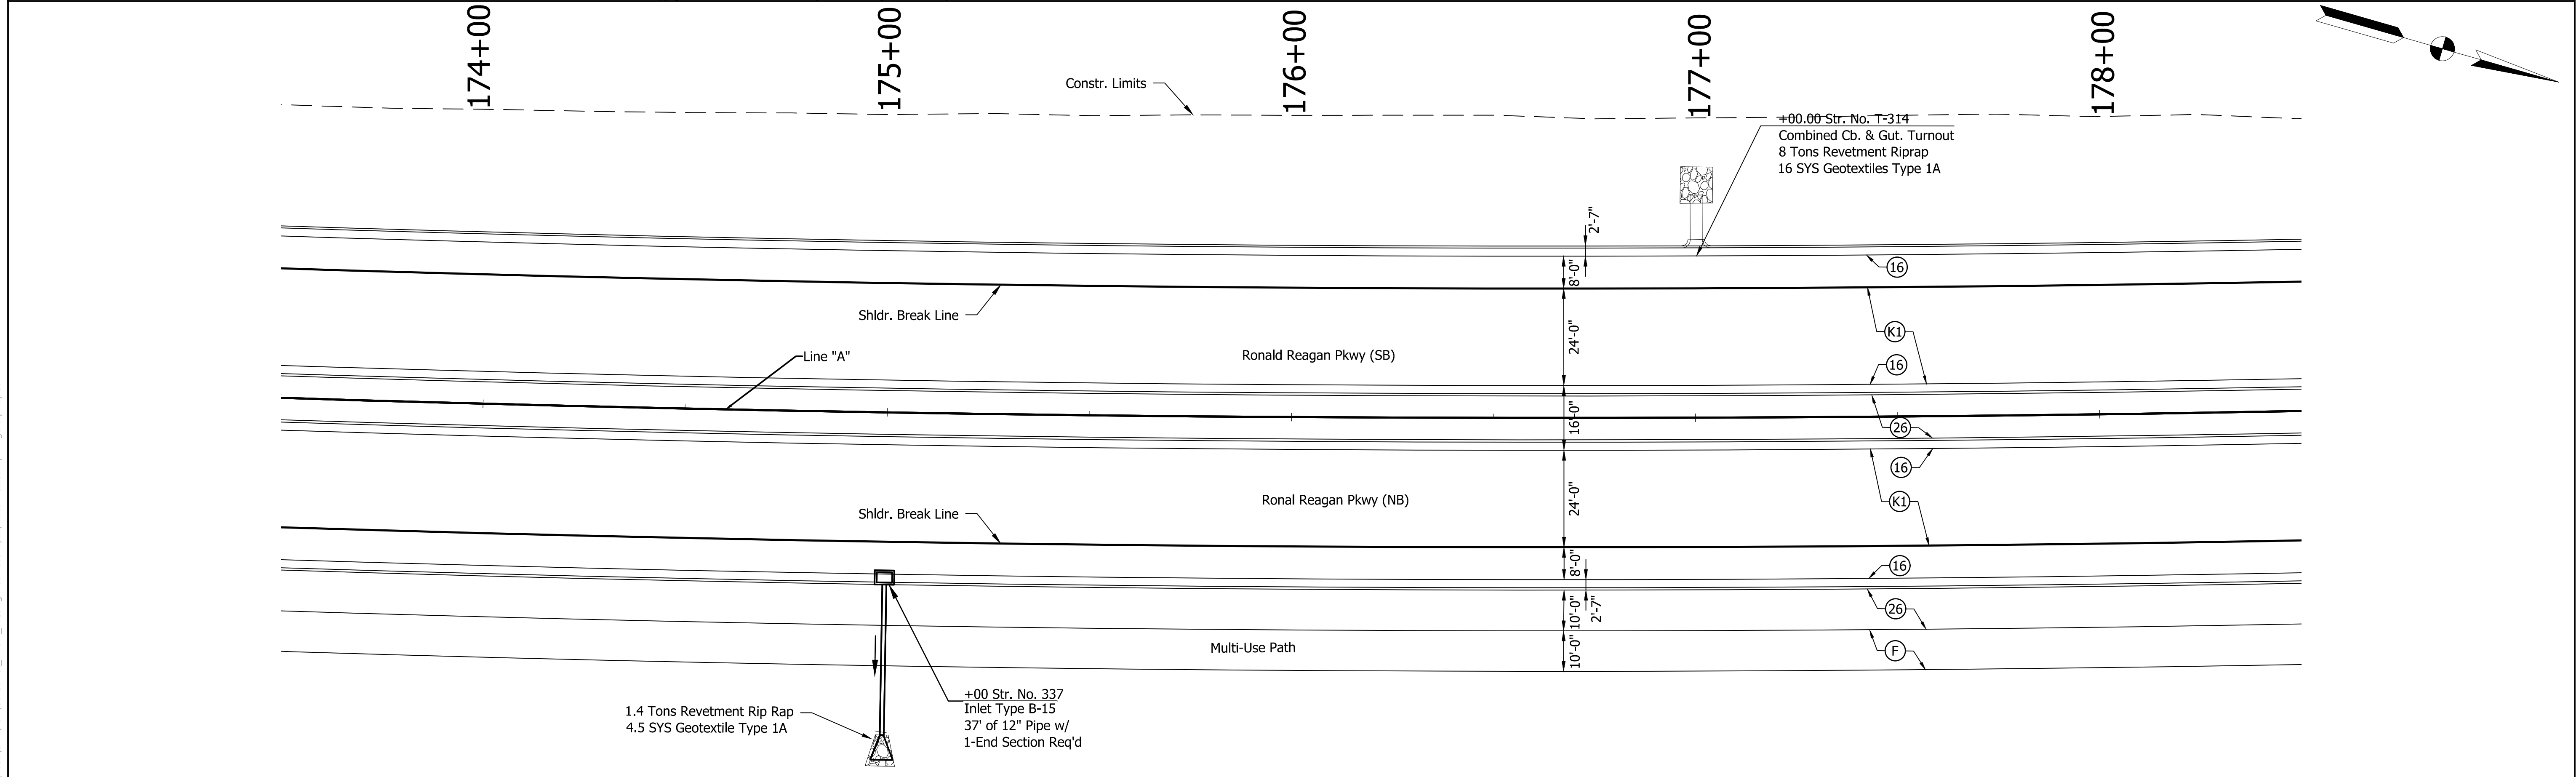 174+00
175+00
176+00
177+00
178+00
Constr. Limits
+00.00 Str. No. T-314
Combined Cb. & Gut. Turnout
8 Tons Revetment Riprap
16 SYS Geotextiles Type 1A
2'-7"
8'-0"
16
Shldr. Break Line
24'-0"
K1
Line "A"
Ronald Reagan Pkwy (SB)
16
16'-0"
26
16
Ronal Reagan Pkwy (NB)
24'-0"
K1
Shldr. Break Line
8'-0"
16
10'-0"
2'-7"
26
Multi-Use Path
10'-0"
F
+00 Str. No. 337
Inlet Type B-15
37' of 12" Pipe w/
1-End Section Req'd
1.4 Tons Revetment Rip Rap
4.5 SYS Geotextile Type 1A